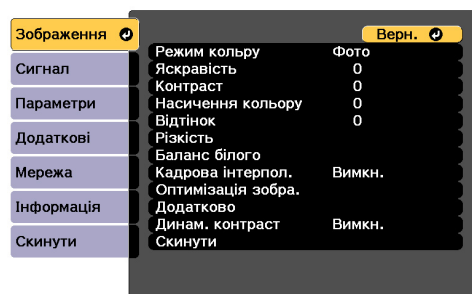 Зображення
Сигнал
Параметри
Додаткові
Мережа
Інформація
Скинути
Верн.
Режим кольру Фото
Яскравість 0
Контраст 0
Насичення кольору 0
Відтінок 0
Різкість
Баланс білого
Кадрова інтерпол. Вимкн.
Оптимізація зобра.
Додатково
Динам. контраст Вимкн.
Скинути